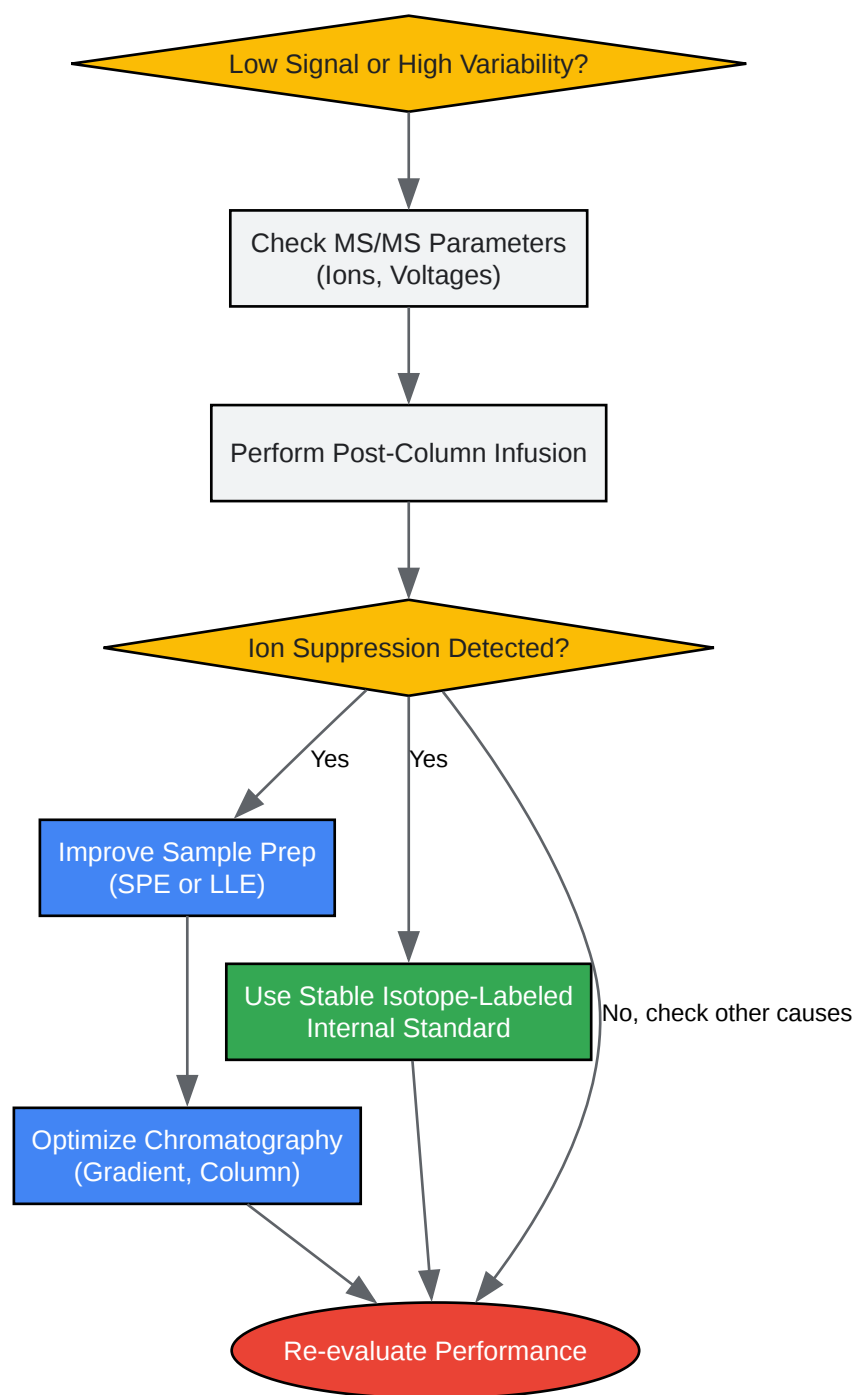 Low Signal or High Variability?
Check MS/MS Parameters
(Ions, Voltages)
Perform Post-Column Infusion
Ion Suppression Detected?
Yes
Yes
Improve Sample Prep
(SPE or LLE)
Use Stable Isotope-Labeled
Internal Standard
No, check other causes
Optimize Chromatography
(Gradient, Column)
Re-evaluate Performance